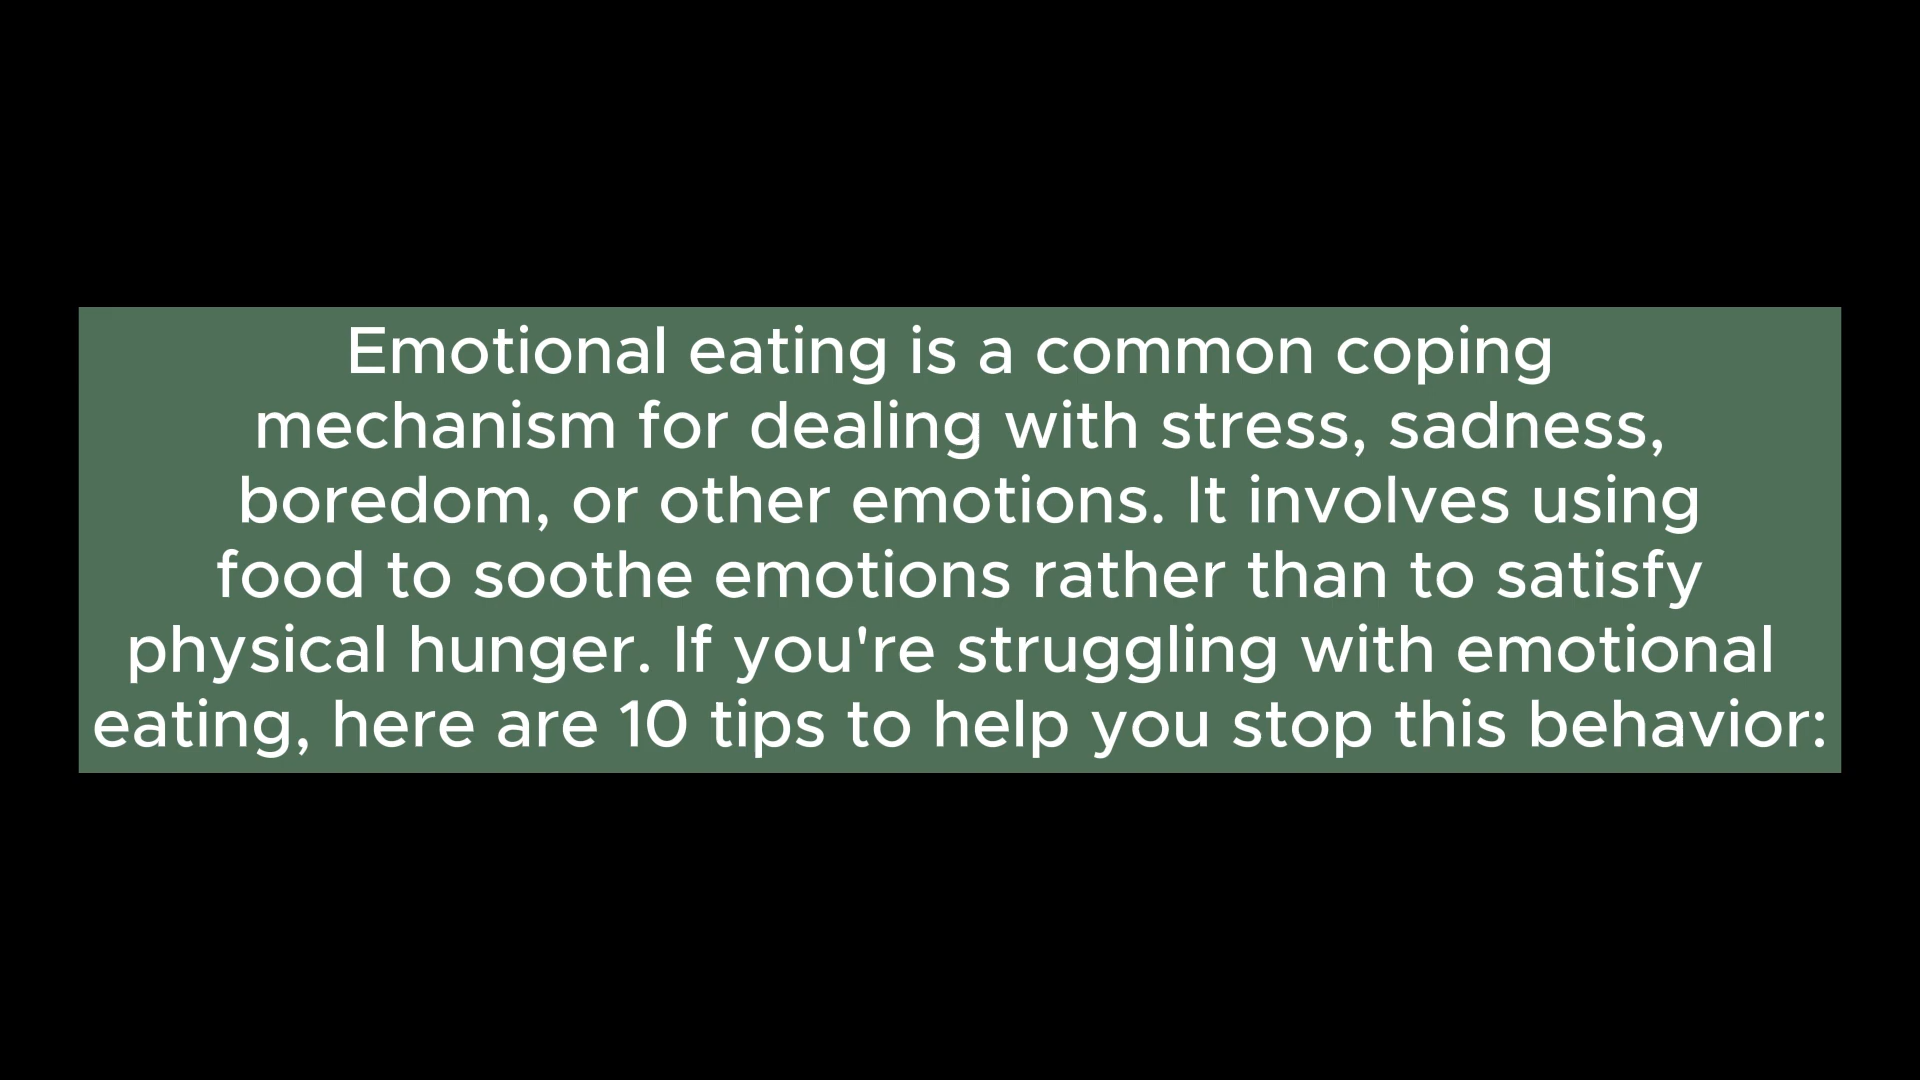 Emotional eating is a common coping
mechanism for dealing with stress, sadness,
boredom, or other emotions. It involves using
food to soothe emotions rather than to satisfy
physical hunger. If you're struggling with emotional
eating, here are 10 tips to help you stop this behavior: